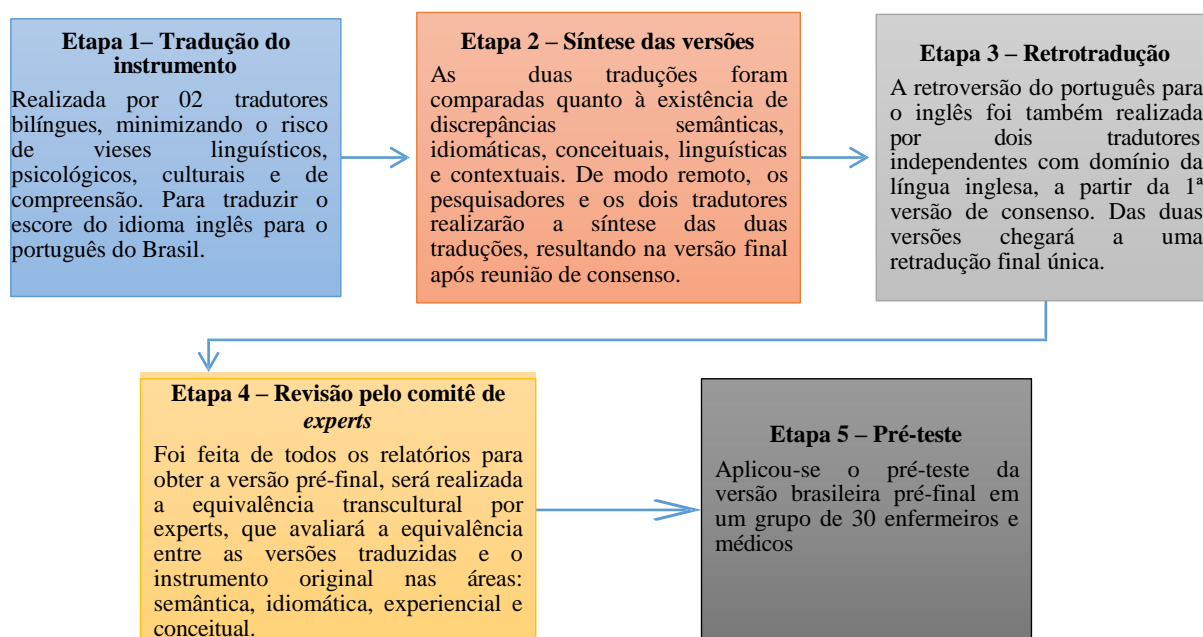 Etapa 1– Tradução do
instrumento
Realizada por 02 tradutores
bilíngues, minimizando o risco
de vieses linguísticos,
psicológicos, culturais e de
compreensão. Para traduzir o
escore do idioma inglês para o
português do Brasil.
Etapa 2 – Síntese das versões
As duas traduções foram
comparadas quanto à existência de
discrepâncias semânticas,
idiomáticas, conceituais, linguísticas
e contextuais. De modo remoto, os
pesquisadores e os dois tradutores
realizarão a síntese das duas
traduções, resultando na versão final
após reunião de consenso.
Etapa 3 – Retrotradução
A retroversão do português para
o inglês foi também realizada
por dois tradutores
independentes com domínio da
língua inglesa, a partir da 1ª
versão de consenso. Das duas
versões chegará a uma
retradução final única.
Etapa 4 – Revisão pelo comitê de
experts
Foi feita de todos os relatórios para
obter a versão pré-final, será realizada
a equivalência transcultural por
experts, que avaliará a equivalência
entre as versões traduzidas e o
instrumento original nas áreas:
semântica, idiomática, experiencial e
conceitual.
Etapa 5 – Pré-teste
Aplicou-se o pré-teste da
versão brasileira pré-final em
um grupo de 30 enfermeiros e
médicos